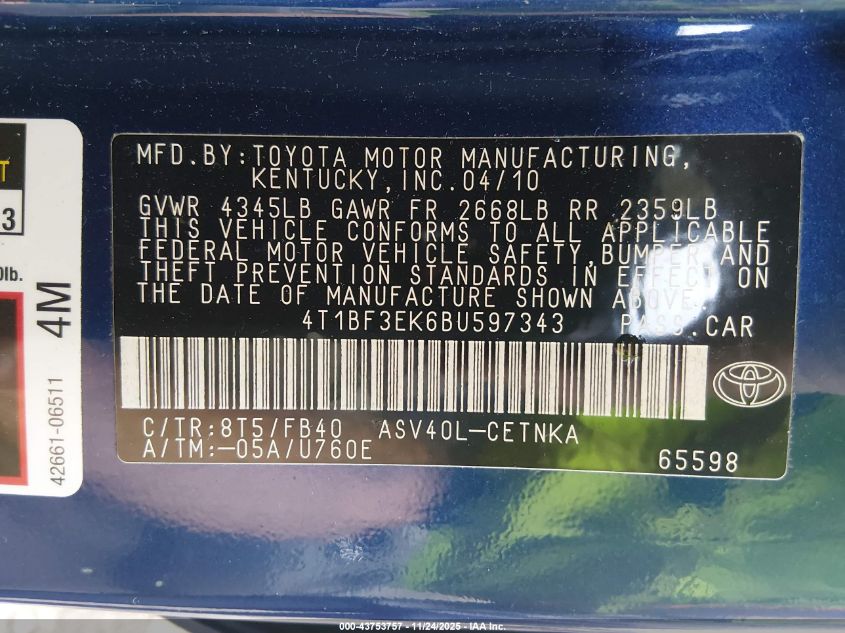 T
3
0lb.
4M
42661-06511
MFD.BY:TOYOTA MOTOR MANUFACTURING,
KENTUCKY,INC.04/10
GVWR 4345LB GAWR FR 2668LB RR 2359LB
THIS VEHICLE CONFORMS TO ALL APPLICABLE
FEDERAL MOTOR VEHICLE SAFETY,BUMPER,AND
THEFT PREVENTION STANDARDS IN EFFECT ON
THE DATE OF MANUFACTURE SHOWN ABOVE.
4T1BF3EK6BU597343 PASS.CAR
C/TR:8T5/FB40 ASV40L-CETNKA
A/TM:-05A/U760E
65598
000-43753757 - 11/24/2025 - IAA Inc.